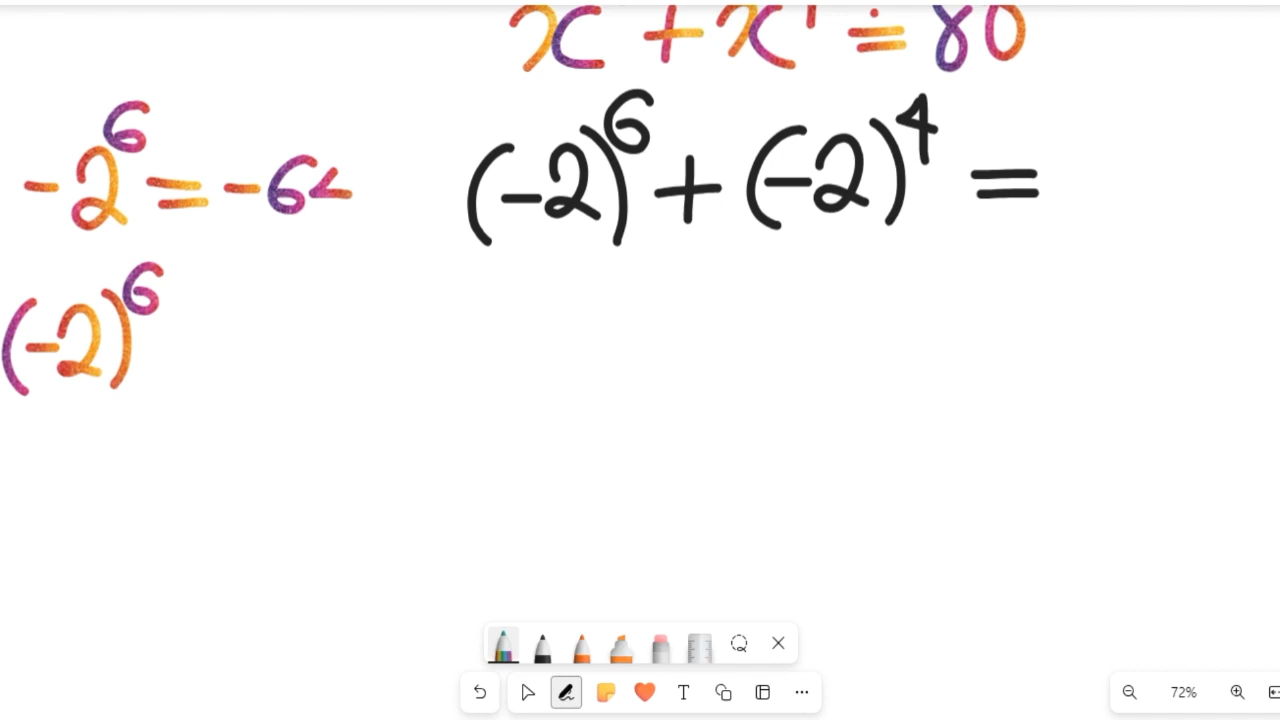 x + x = 80
-2⁶ = -64
(-2)⁶ + (-2)⁴ =
(-2)⁶
T
72%